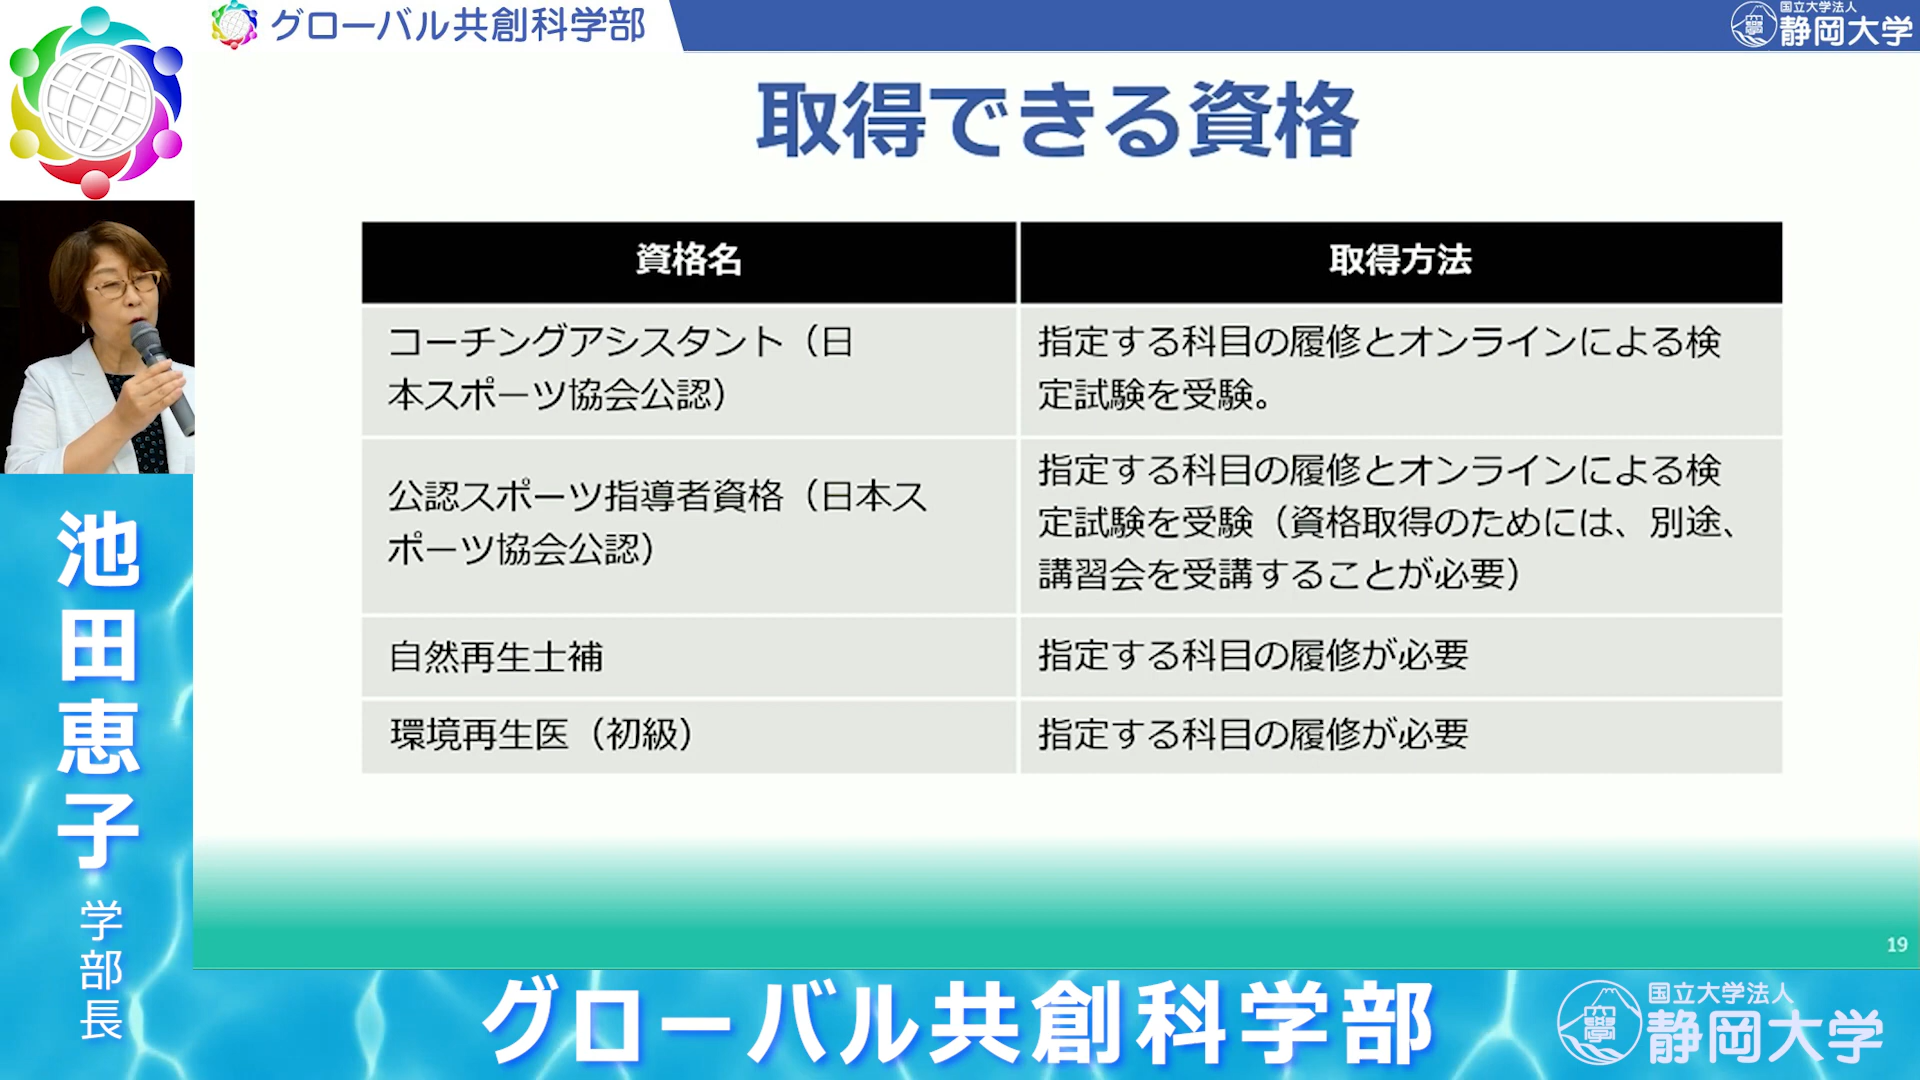 グローバル共創科学部
国立大学法人
静岡大学
取得できる資格
資格名
取得方法
コーチングアシスタント（日
本スポーツ協会公認）
指定する科目の履修とオンラインによる検
定試験を受験。
公認スポーツ指導者資格（日本ス
ポーツ協会公認）
指定する科目の履修とオンラインによる検
定試験を受験（資格取得のためには、別途、
講習会を受講することが必要）
自然再生士補
指定する科目の履修が必要
環境再生医（初級）
指定する科目の履修が必要
19
池田恵子
学部長
グローバル共創科学部
大學
国立大学法人
静岡大学